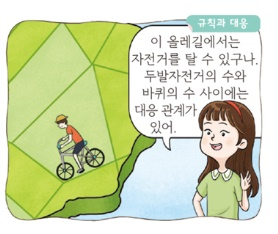 규칙과 대응
이 올레길에서는
자전거를 탈 수 있구나.
두발자전거의 수와
바퀴의 수 사이에는
대응 관계가
있어.